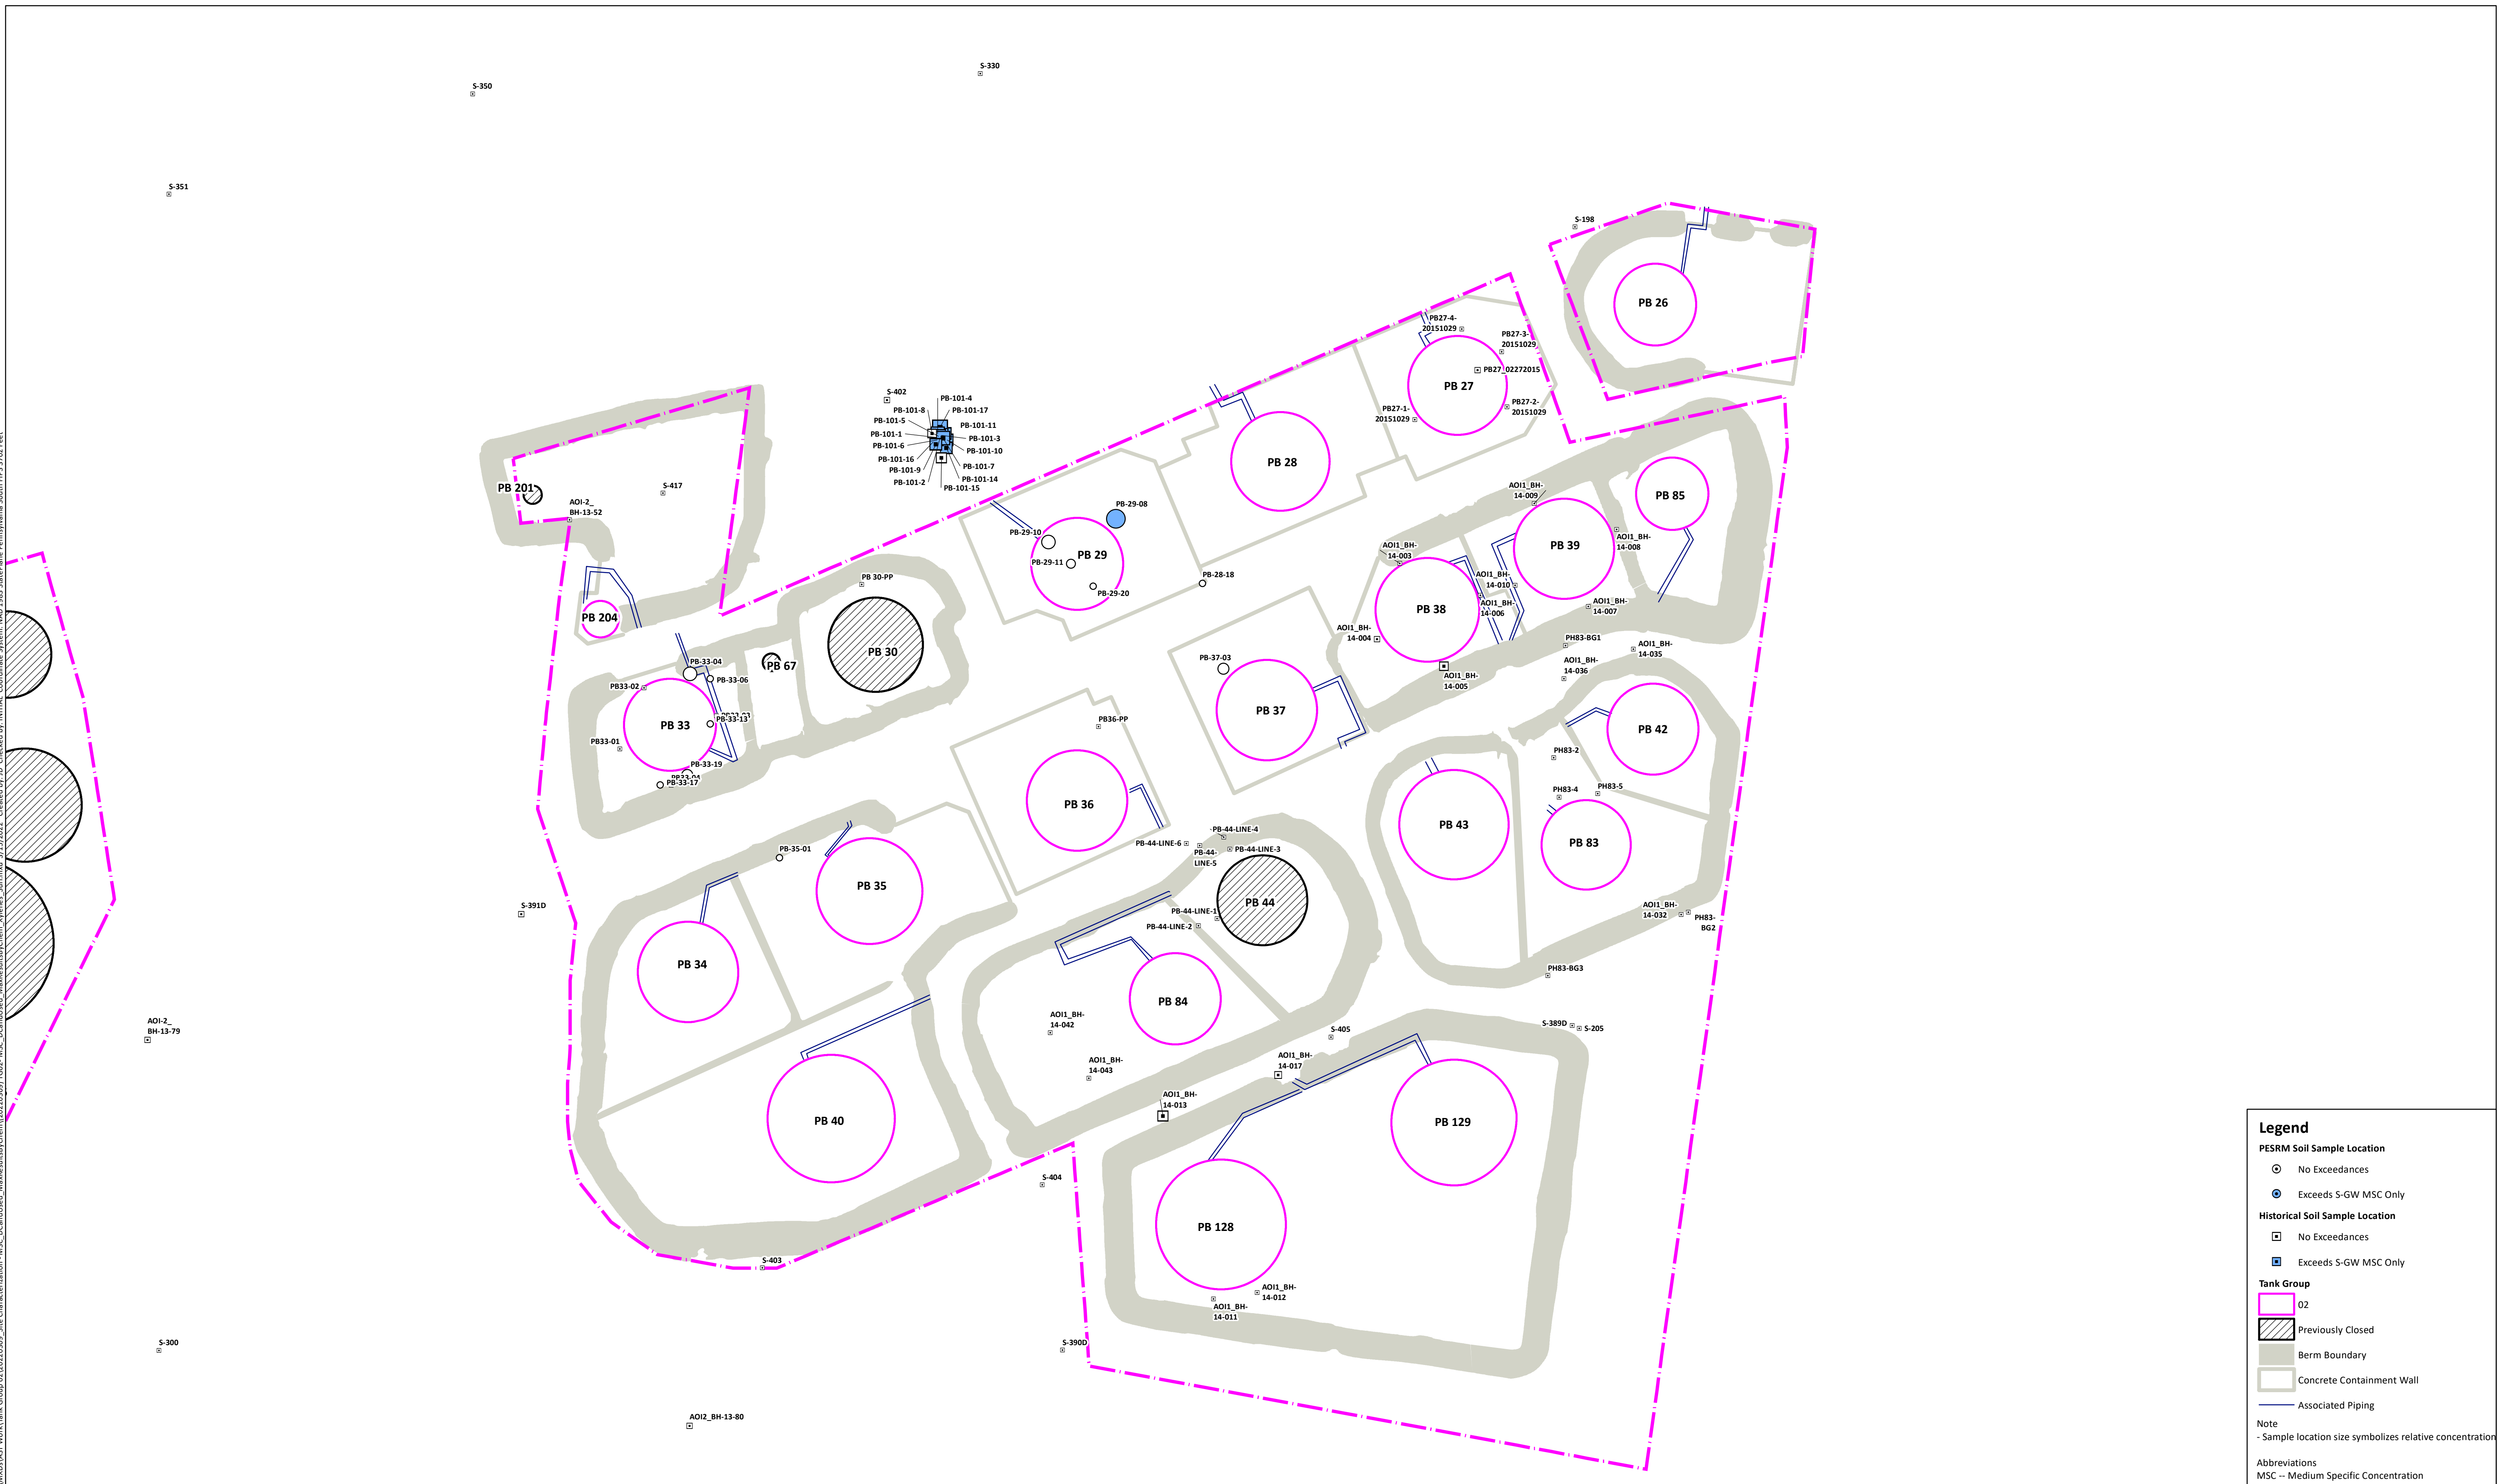 S-330
S-350
S-351
S-198
PB 26
PB27-4-
20151029
PB27-3-
20151029
PB27_02272015
PB 27
PB27-2-
20151029
PB27-1-
20151029
S-402
PB-101-4
PB-101-8
PB-101-17
PB-101-5
PB-101-11
PB-101-1
PB-101-3
PB-101-6
PB-101-10
PB-101-16
PB-101-7
PB-101-9
PB-101-14
PB-101-2
PB-101-15
PB 28
PB 201
S-417
AOI-2_
BH-13-52
PB 85
AOI1_BH-
14-009
PB-29-08
PB-29-10
PB 29
PB-29-11
PB-29-20
PB-28-18
PB 39
AOI1_BH-
14-008
AOI1_BH-
14-003
AOI1_BH-
14-010
AOI1_BH-
14-006
AOI1_BH-
14-007
PB 38
AOI1_BH-
14-004
PB 30-PP
PB 204
PB 30
PB 67
PB-33-04
PB-33-06
PB33-02
PB 33
PB-33-13
PB33-01
PB-33-19
PB-33-17
PB-37-03
PB 37
AOI1_BH-
14-005
PH83-BG1
AOI1_BH-
14-035
AOI1_BH-
14-036
PB 42
PB36-PP
PB 36
PH83-2
PH83-4
PH83-5
PB 43
PB 83
PB-44-LINE-4
PB-44-LINE-6
PB-44-
LINE-5
PB-44-LINE-3
PB-35-01
PB 35
PB 44
PB-44-LINE-1
PB-44-LINE-2
S-391D
AOI1_BH-
14-032
PH83-
BG2
PB 34
PH83-BG3
PB 84
AOI-2_
BH-13-79
AOI1_BH-
14-042
S-405
S-389D
S-205
AOI1_BH-
14-043
AOI1_BH-
14-017
AOI1_BH-
14-013
PB 40
PB 129
S-404
PB 128
S-403
AOI1_BH-
14-012
AOI1_BH-
14-011
S-300
S-390D
AOI2_BH-13-80
Legend
PESRM Soil Sample Location
No Exceedances
Exceeds S-GW MSC Only
Historical Soil Sample Location
No Exceedances
Exceeds S-GW MSC Only
Tank Group
02
Previously Closed
Berm Boundary
Concrete Containment Wall
Associated Piping
Note
- Sample location size symbolizes relative concentration
Abbreviations
MSC -- Medium Specific Concentration